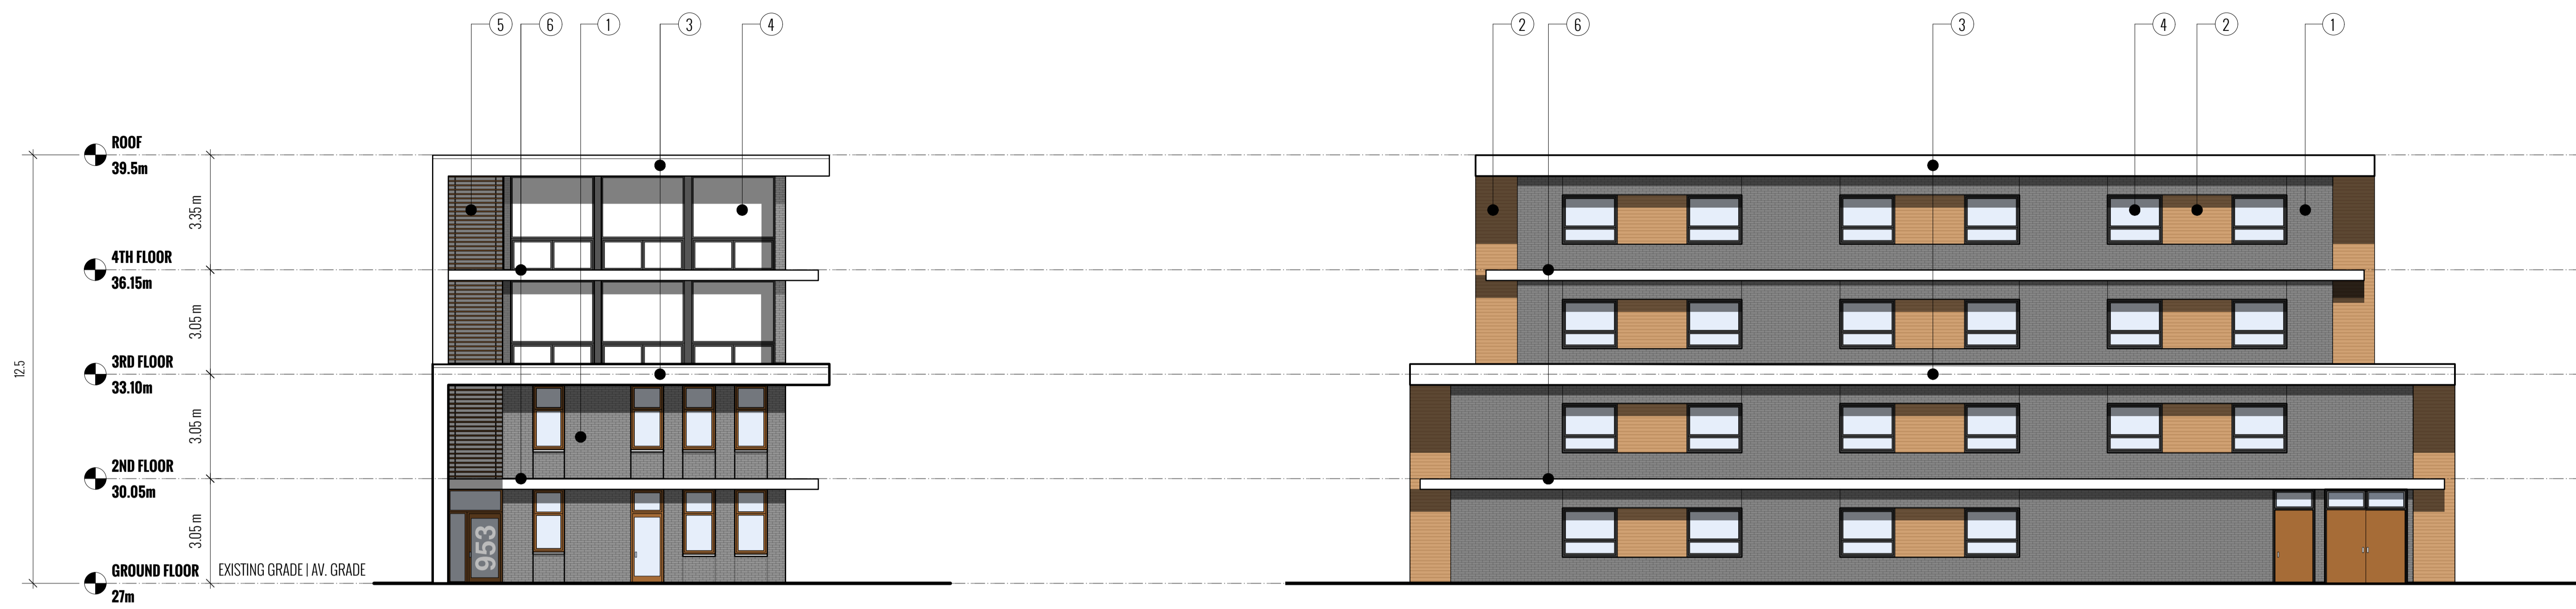 5 6 1 3 4 2 6 3 4 2 1
ROOF
39.5m
3.35 m
4TH FLOOR
36.15m
3.05 m
3RD FLOOR
33.10m
12.5
3.05 m
2ND FLOOR
30.05m
3.05 m
953
GROUND FLOOR EXISTING GRADE | AV. GRADE
27m